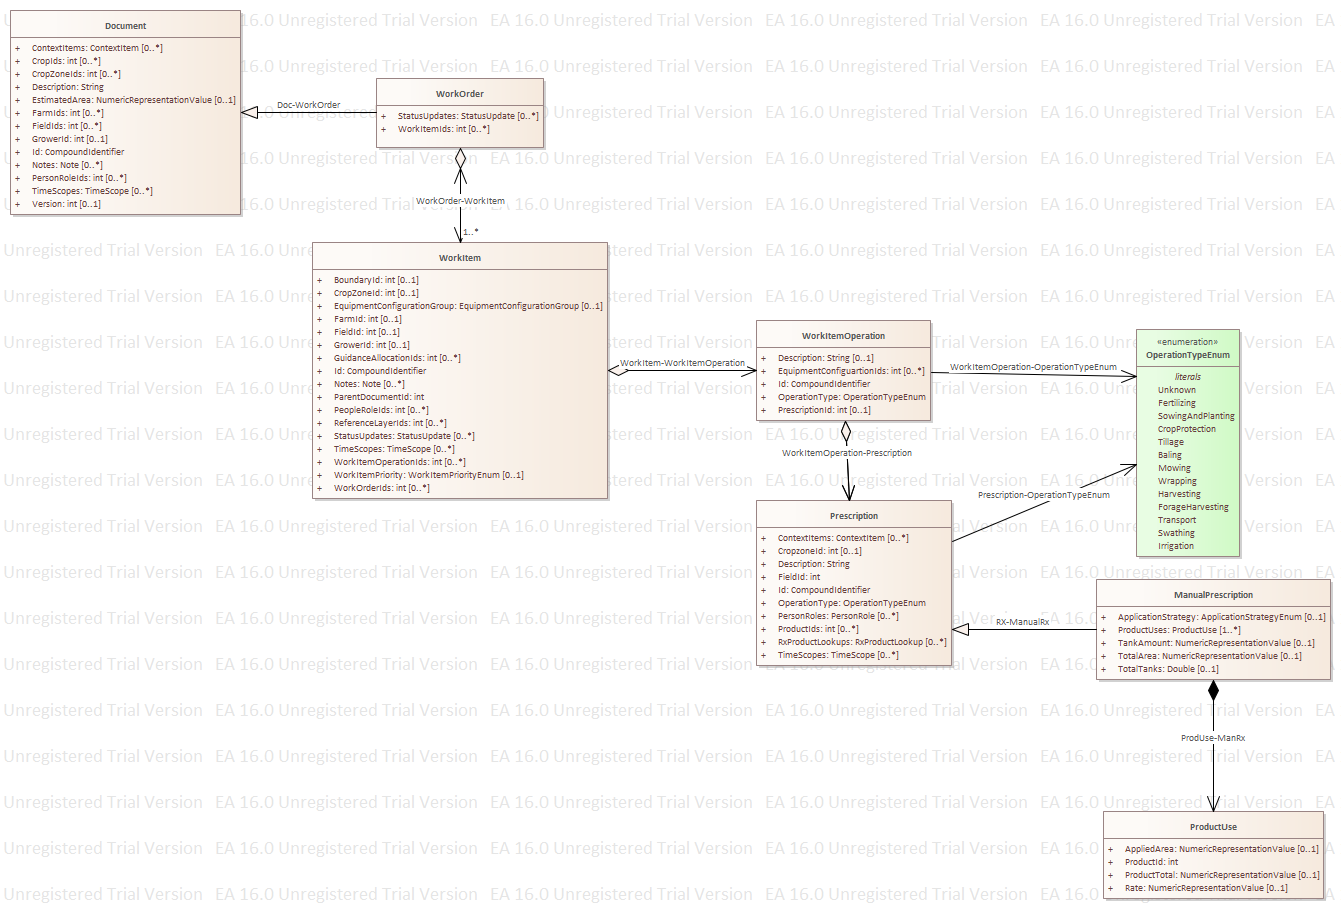 Document
+ ContextItems: ContextItem [0..*]
+ CropIds: int [0..*]
+ CropZoneIds: int [0..*]
+ Description: String
+ EstimatedArea: NumericRepresentationValue [0..1]
+ FarmIds: int [0..*]
+ FieldIds: int [0..*]
+ GrowerId: int [0..1]
+ Id: CompoundIdentifier
+ Notes: Note [0..*]
+ PersonRoleIds: int [0..*]
+ TimeScopes: TimeScope [0..*]
+ Version: int [0..1]
Doc-WorkOrder
WorkOrder
+ StatusUpdates: StatusUpdate [0..*]
+ WorkItemIds: int [0..*]
WorkOrder-WorkItem
1..*
WorkItem
+ BoundaryId: int [0..1]
+ CropZoneId: int [0..1]
+ EquipmentConfigurationGroup: EquipmentConfigurationGroup [0..1]
+ FarmId: int [0..1]
+ FieldId: int [0..1]
+ GrowerId: int [0..1]
+ GuidanceAllocationIds: int [0..*]
+ Id: CompoundIdentifier
+ Notes: Note [0..*]
+ ParentDocumentId: int
+ PeopleRoleIds: int [0..*]
+ ReferenceLayerIds: int [0..*]
+ StatusUpdates: StatusUpdate [0..*]
+ TimeScopes: TimeScope [0..*]
+ WorkItemOperationIds: int [0..*]
+ WorkItemPriority: WorkItemPriorityEnum [0..1]
+ WorkOrderIds: int [0..*]
WorkItem-WorkItemOperation
WorkItemOperation
+ Description: String [0..1]
+ EquipmentConfiguartionIds: int [0..*]
+ Id: CompoundIdentifier
+ OperationType: OperationTypeEnum
+ PrescriptionId: int [0..1]
WorkItemOperation-OperationTypeEnum
«enumeration»
OperationTypeEnum
literals
Unknown
Fertilizing
SowingAndPlanting
CropProtection
Tillage
Baling
Mowing
Wrapping
Harvesting
ForageHarvesting
Transport
Swathing
Irrigation
WorkItemOperation-Prescription
Prescription-OperationTypeEnum
Prescription
+ ContextItems: ContextItem [0..*]
+ CropzoneId: int [0..1]
+ Description: String
+ FieldId: int
+ Id: CompoundIdentifier
+ OperationType: OperationTypeEnum
+ PersonRoles: PersonRole [0..*]
+ ProductIds: int [0..*]
+ RxProductLookups: RxProductLookup [0..*]
+ TimeScopes: TimeScope [0..*]
RX-ManualRx
ManualPrescription
+ ApplicationStrategy: ApplicationStrategyEnum [0..1]
+ ProductUses: ProductUse [1..*]
+ TankAmount: NumericRepresentationValue [0..1]
+ TotalArea: NumericRepresentationValue [0..1]
+ TotalTanks: Double [0..1]
ProdUse-ManRx
ProductUse
+ AppliedArea: NumericRepresentationValue [0..1]
+ ProductId: int
+ ProductTotal: NumericRepresentationValue [0..1]
+ Rate: NumericRepresentationValue [0..1]
EA 16.0 Unregistered Trial Version